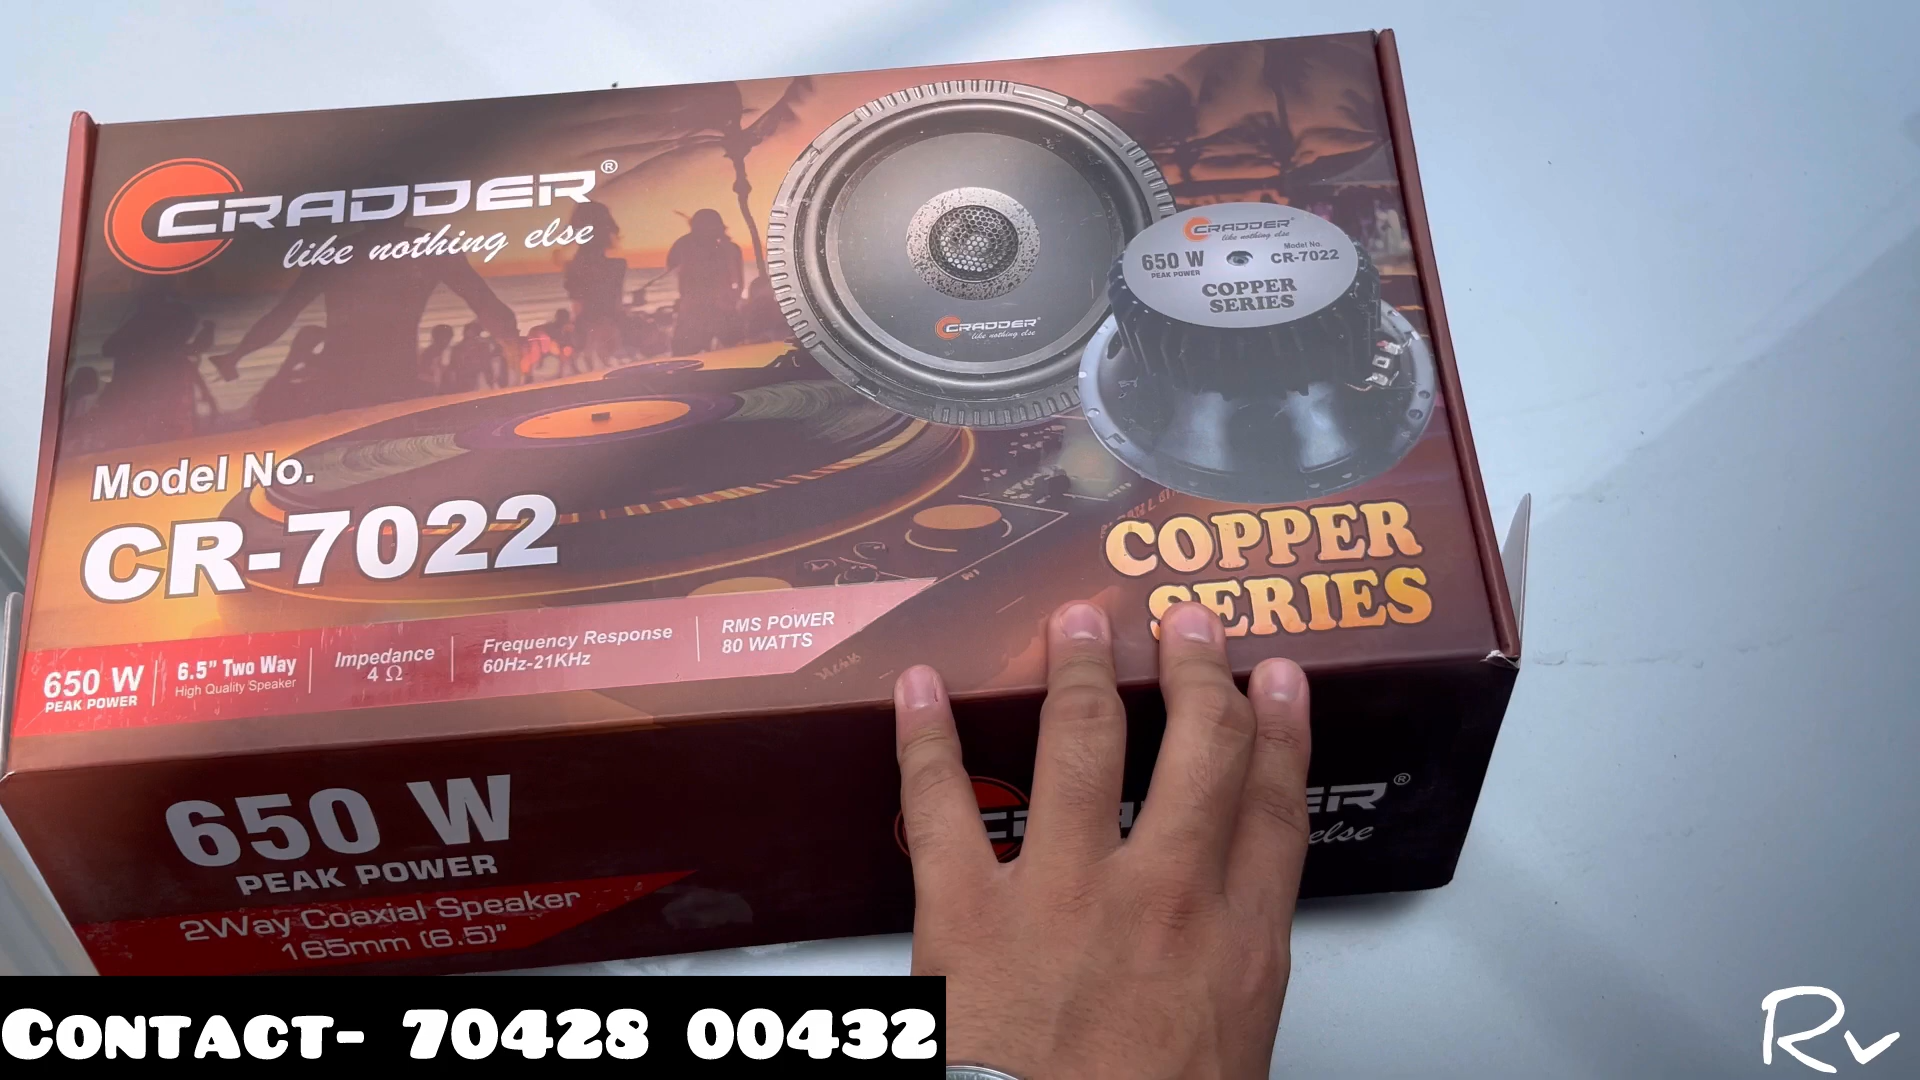 CRADDER®
like nothing else
CRADDER
like nothing else
650 W
PEAK POWER
Model No.
CR-7022
COPPER
SERIES
CRADDER®
like nothing else
Model No.
CR-7022
COPPER
SERIES
650 W
PEAK POWER
6.5" Two Way
High Quality Speaker
Impedance
4 Ω
Frequency Response
60Hz-21KHz
RMS POWER
80 WATTS
650 W
PEAK POWER
2Way Coaxial Speaker
165mm (6.5)"
ER®
else
CONTACT- 70428 00432
Rv